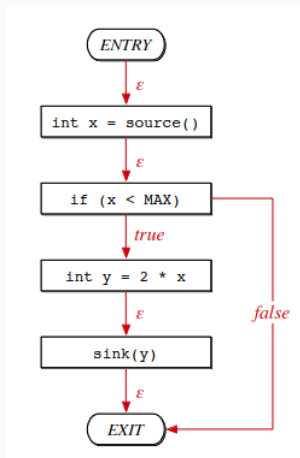 ENTRY
ε
int x = source()
ε
if (x < MAX)
true
int y = 2 * x
false
ε
sink(y)
ε
EXIT